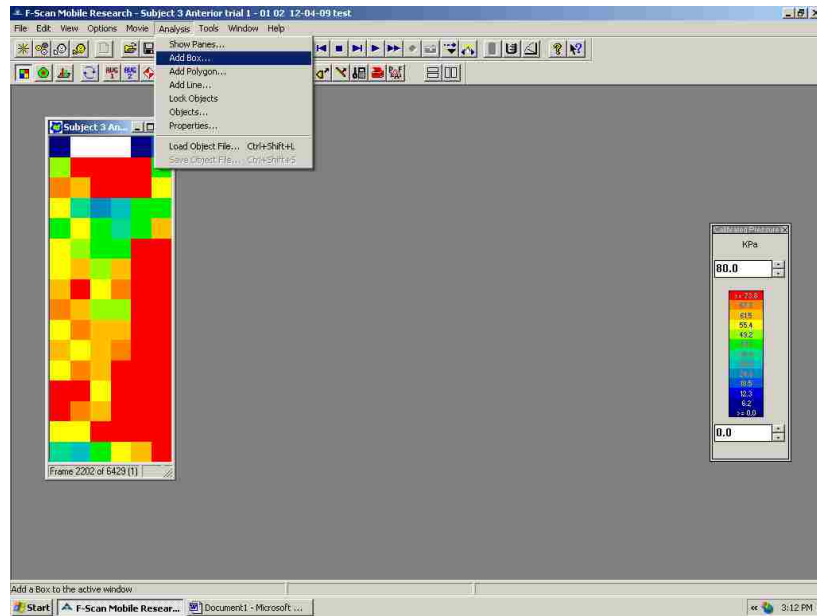 F-Scan Mobile Research - Subject 3 Anterior trial 1 - 01 02 12-04-09 test
File Edit View Options Movie Analysis Tools Window Help
Show Panes...
Add Box...
Add Polygon...
Add Line...
Lock Objects
Objects...
Properties...
Load Object File... Ctrl+Shift+L
Save Object File... Ctrl+Shift+S
Subject 3 An...
Frame 2202 of 6429 (1)
KPa
80.0
61.5
55.4
49.2
18.5
12.3
6.2
>= 0.0
0.0
Add a Box to the active window
Start F-Scan Mobile Resear... Document1 - Microsoft ... 3:12 PM